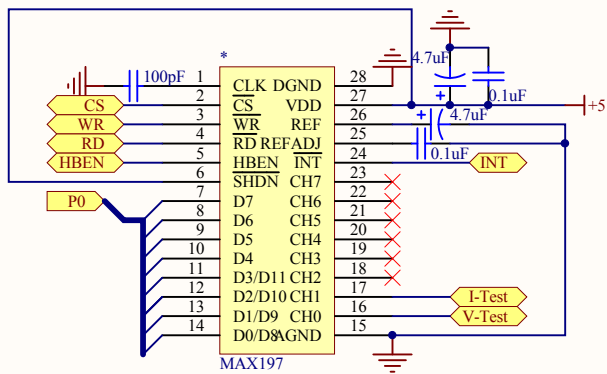 *
100pF 1 CLK DGND 28 4.7uF 0.1uF
CS 2 CS VDD 27 + +5
WR 3 WR REF 26 + 4.7uF
RD 4 RD REFADJ 25 0.1uF
HBEN 5 HBEN INT 24 INT
6 SHDN CH7 23
P0 7 D7 CH6 22
8 D6 CH5 21
9 D5 CH4 20
10 D4 CH3 19
11 D3/D11 CH2 18
12 D2/D10 CH1 17 I-Test
13 D1/D9 CH0 16 V-Test
14 D0/D8 AGND 15
MAX197